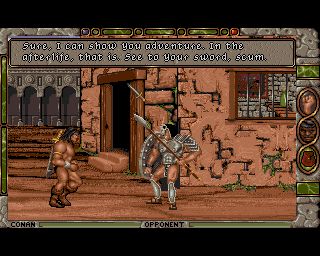 Sure, I can show you adventure. In the
afterlife, that is. See to your sword, scum.
CONAN
OPPONENT